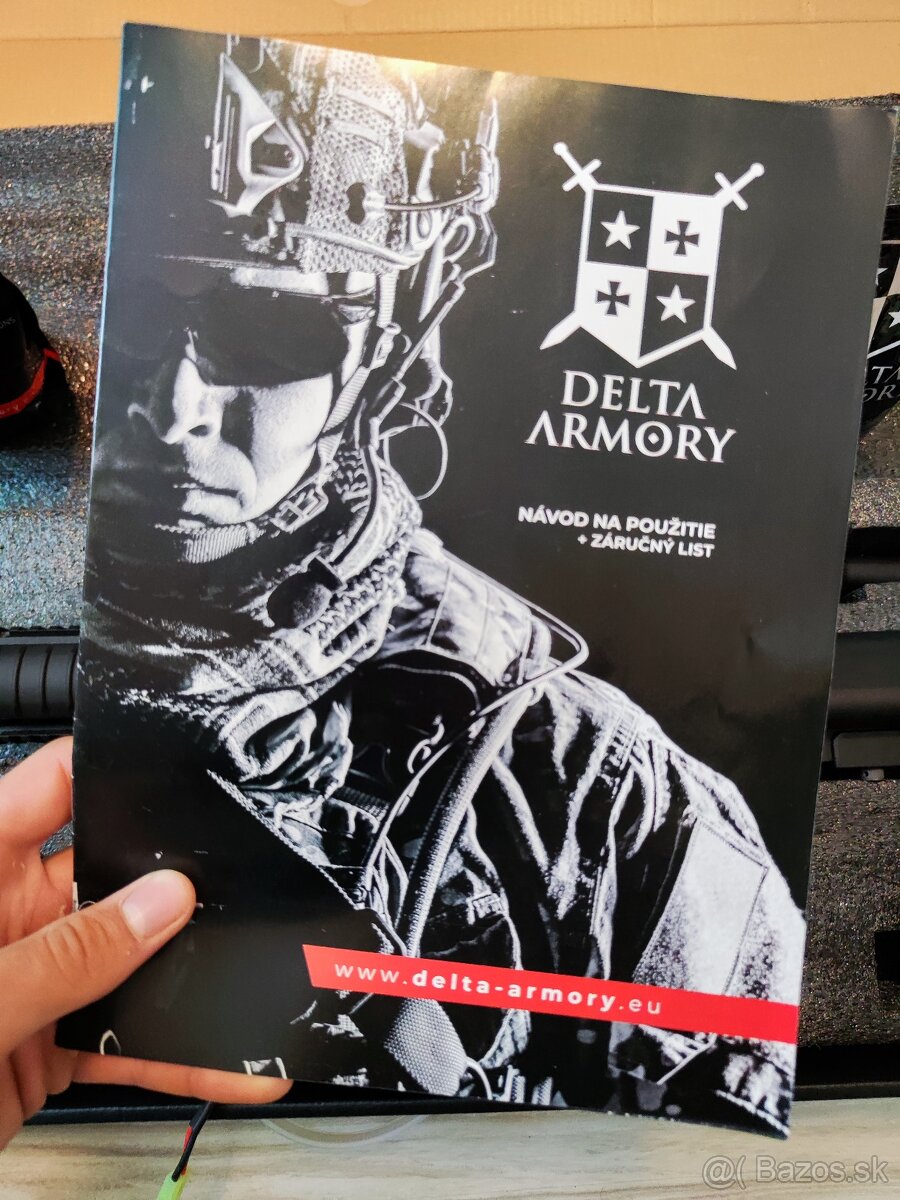 DELTA
ARMORY
NÁVOD NA POUŽITIE
+ ZÁRUČNÝ LIST
www.delta-armory.eu
@( Bazos.sk